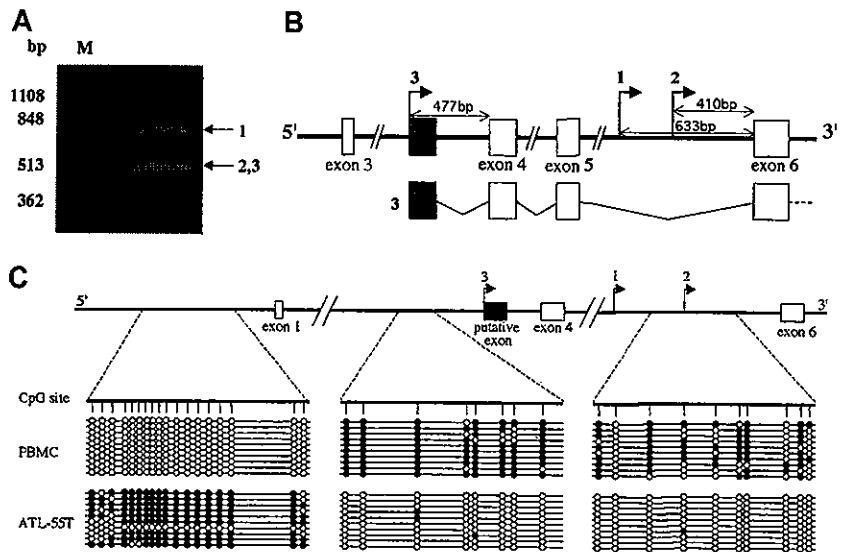 A
bp M
1108
848
513
362
1
2,3
B
3 1 2
477bp 410bp
633bp
5' 3'
exon 3 exon 4 exon 5 exon 6
3
C
5' 3 1 2 3'
exon 1 putative exon 4 exon 6
exon
CpG site
PBMC
ATL-55T